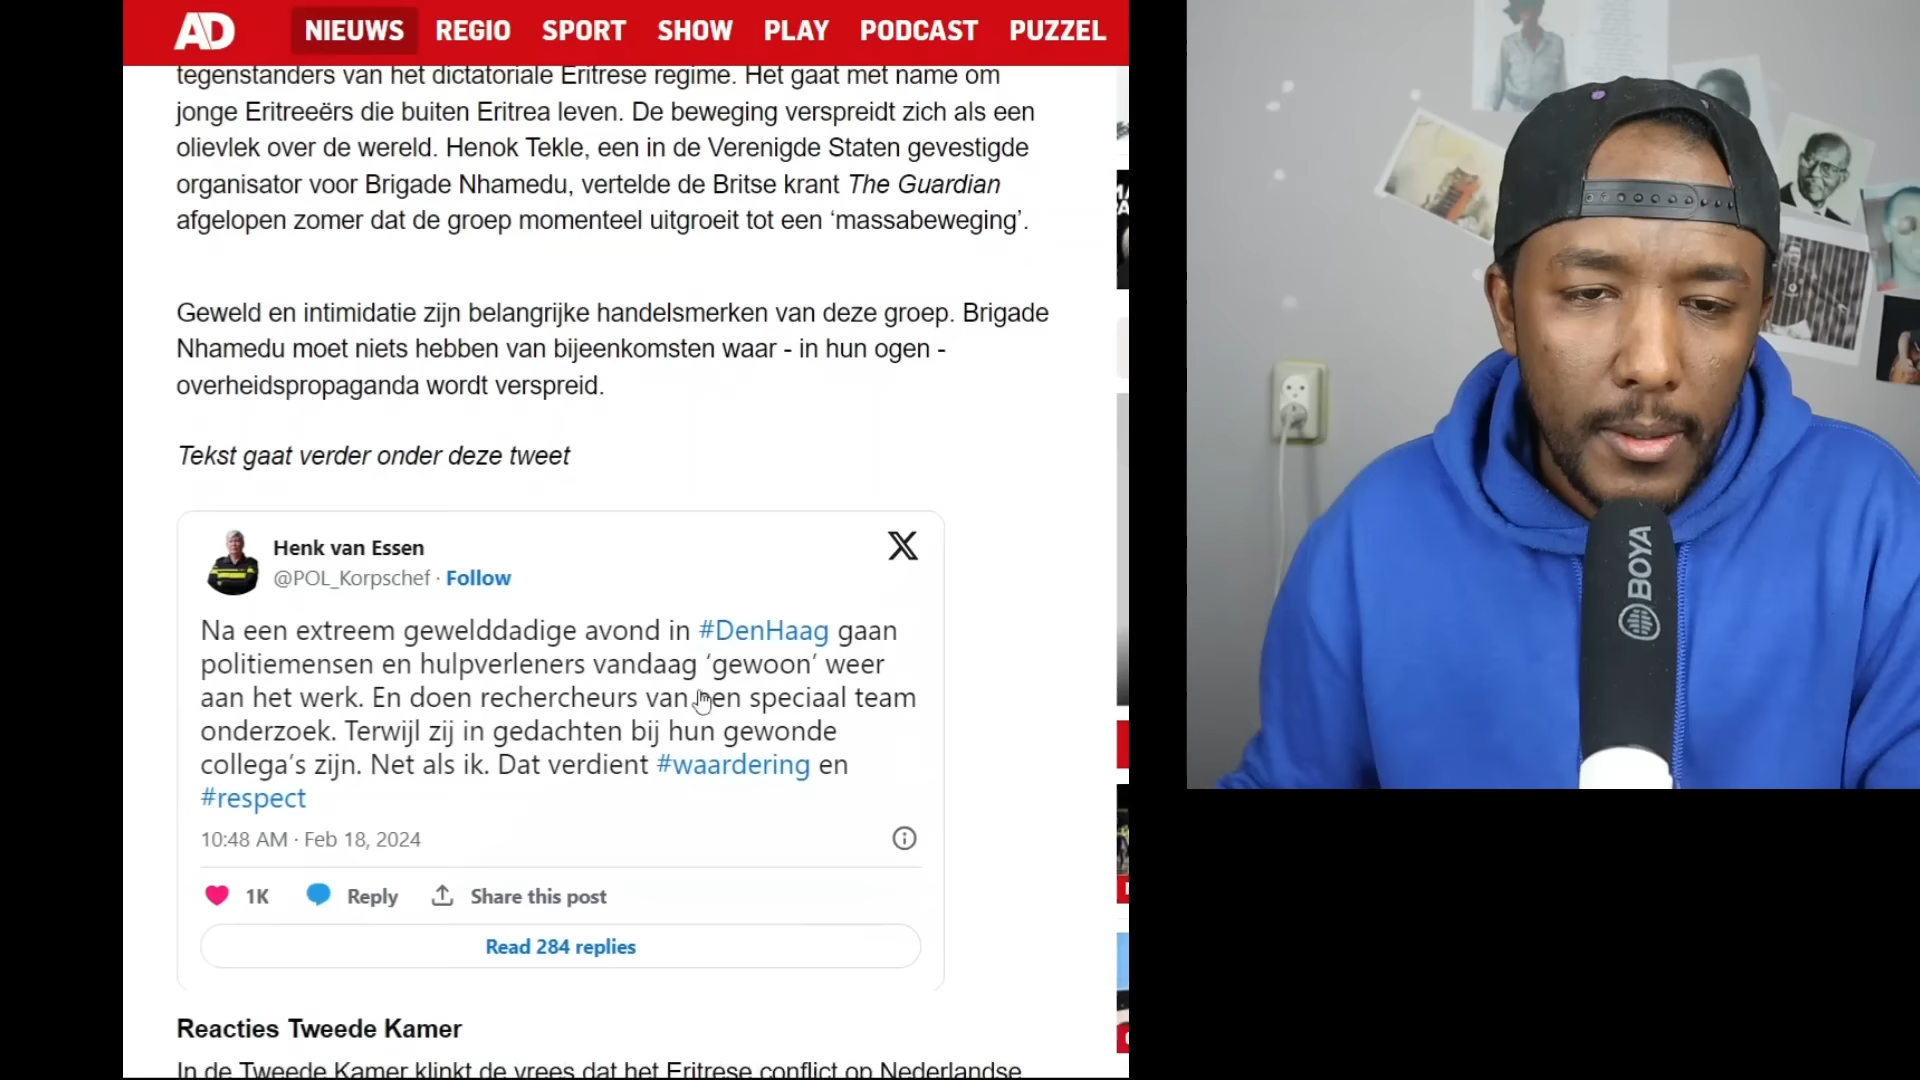 AD NIEUWS REGIO SPORT SHOW PLAY PODCAST PUZZEL
tegenstanders van het dictatoriale Eritrese regime. Het gaat met name om
jonge Eritreeërs die buiten Eritrea leven. De beweging verspreidt zich als een
olievlek over de wereld. Henok Tekle, een in de Verenigde Staten gevestigde
organisator voor Brigade Nhamedu, vertelde de Britse krant The Guardian
afgelopen zomer dat de groep momenteel uitgroeit tot een ‘massabeweging’.
Geweld en intimidatie zijn belangrijke handelsmerken van deze groep. Brigade
Nhamedu moet niets hebben van bijeenkomsten waar - in hun ogen -
overheidspropaganda wordt verspreid.
Tekst gaat verder onder deze tweet
Henk van Essen
@POL_Korpschef · Follow
Na een extreem gewelddadige avond in #DenHaag gaan
politiemensen en hulpverleners vandaag ‘gewoon’ weer
aan het werk. En doen rechercheurs van een speciaal team
onderzoek. Terwijl zij in gedachten bij hun gewonde
collega’s zijn. Net als ik. Dat verdient #waardering en
#respect
10:48 AM · Feb 18, 2024
1K Reply Share this post
Read 284 replies
Reacties Tweede Kamer
In de Tweede Kamer klinkt de vrees dat het Eritrese conflict op Nederlandse
BOYA